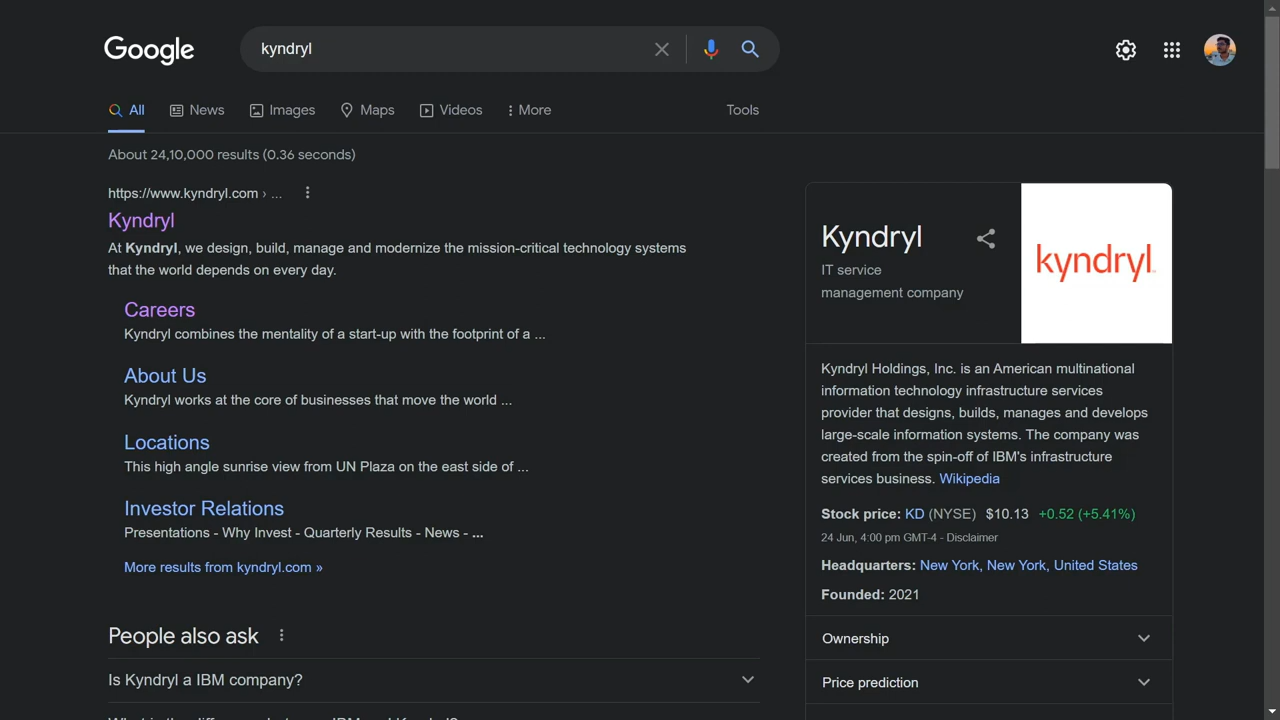 Google
kyndryl
All
News
Images
Maps
Videos
More
Tools
About 24,10,000 results (0.36 seconds)
https://www.kyndryl.com › ...
Kyndryl
At Kyndryl, we design, build, manage and modernize the mission-critical technology systems
that the world depends on every day.
Careers
Kyndryl combines the mentality of a start-up with the footprint of a ...
About Us
Kyndryl works at the core of businesses that move the world ...
Locations
This high angle sunrise view from UN Plaza on the east side of ...
Investor Relations
Presentations - Why Invest - Quarterly Results - News - ...
More results from kyndryl.com »
People also ask
Is Kyndryl a IBM company?
Kyndryl
IT service
management company
kyndryl.
Kyndryl Holdings, Inc. is an American multinational
information technology infrastructure services
provider that designs, builds, manages and develops
large-scale information systems. The company was
created from the spin-off of IBM's infrastructure
services business. Wikipedia
Stock price: KD (NYSE) $10.13 +0.52 (+5.41%)
24 Jun, 4:00 pm GMT-4 - Disclaimer
Headquarters: New York, New York, United States
Founded: 2021
Ownership
Price prediction